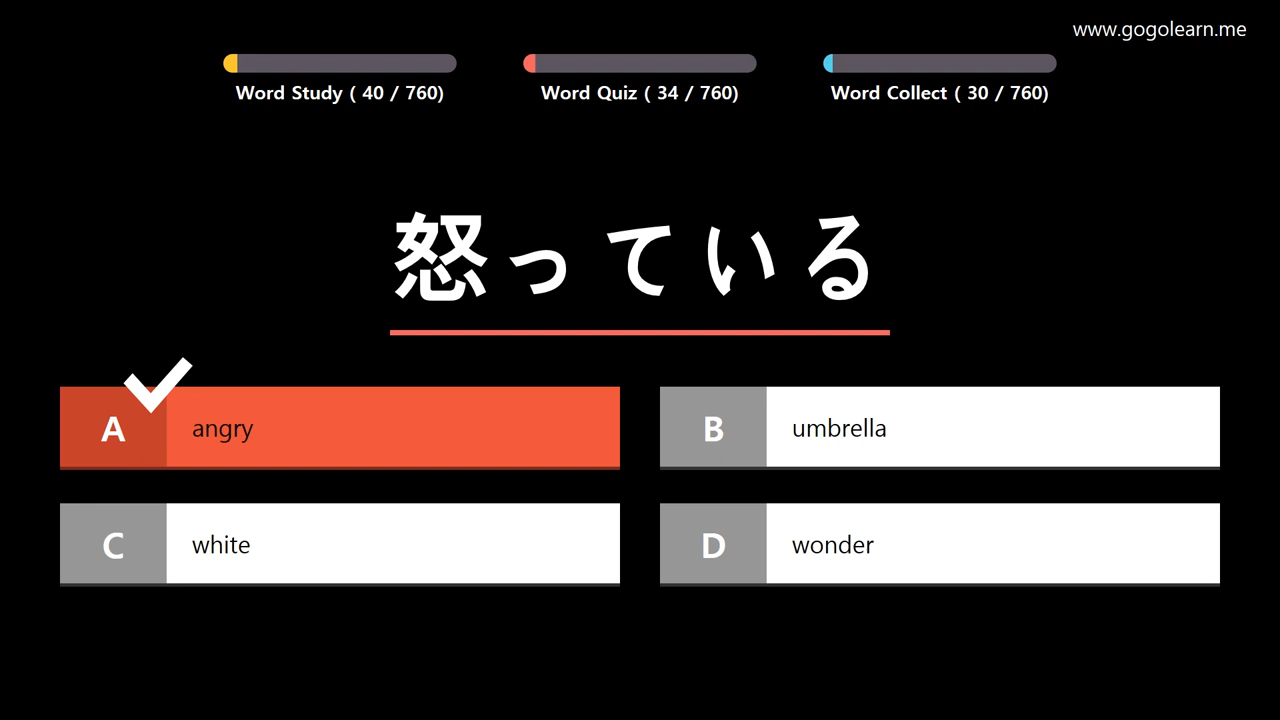 www.gogolearn.me
Word Study ( 40 / 760)
Word Quiz ( 34 / 760)
Word Collect ( 30 / 760)
怒っている
A angry
B umbrella
C white
D wonder